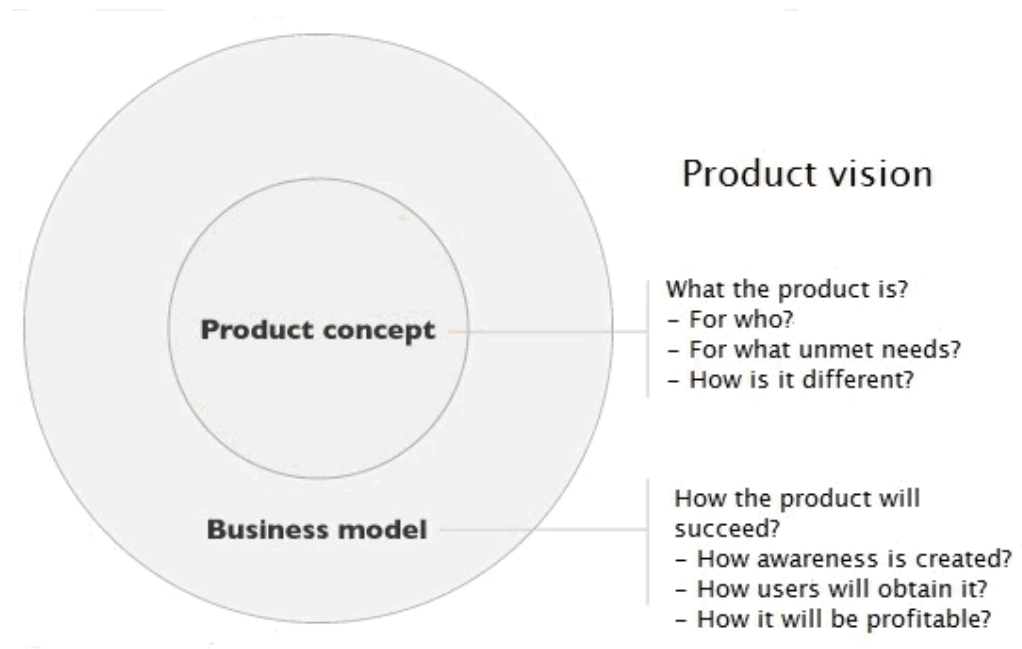 Product vision
Product concept
What the product is?
- For who?
- For what unmet needs?
- How is it different?
Business model
How the product will
succeed?
- How awareness is created?
- How users will obtain it?
- How it will be profitable?